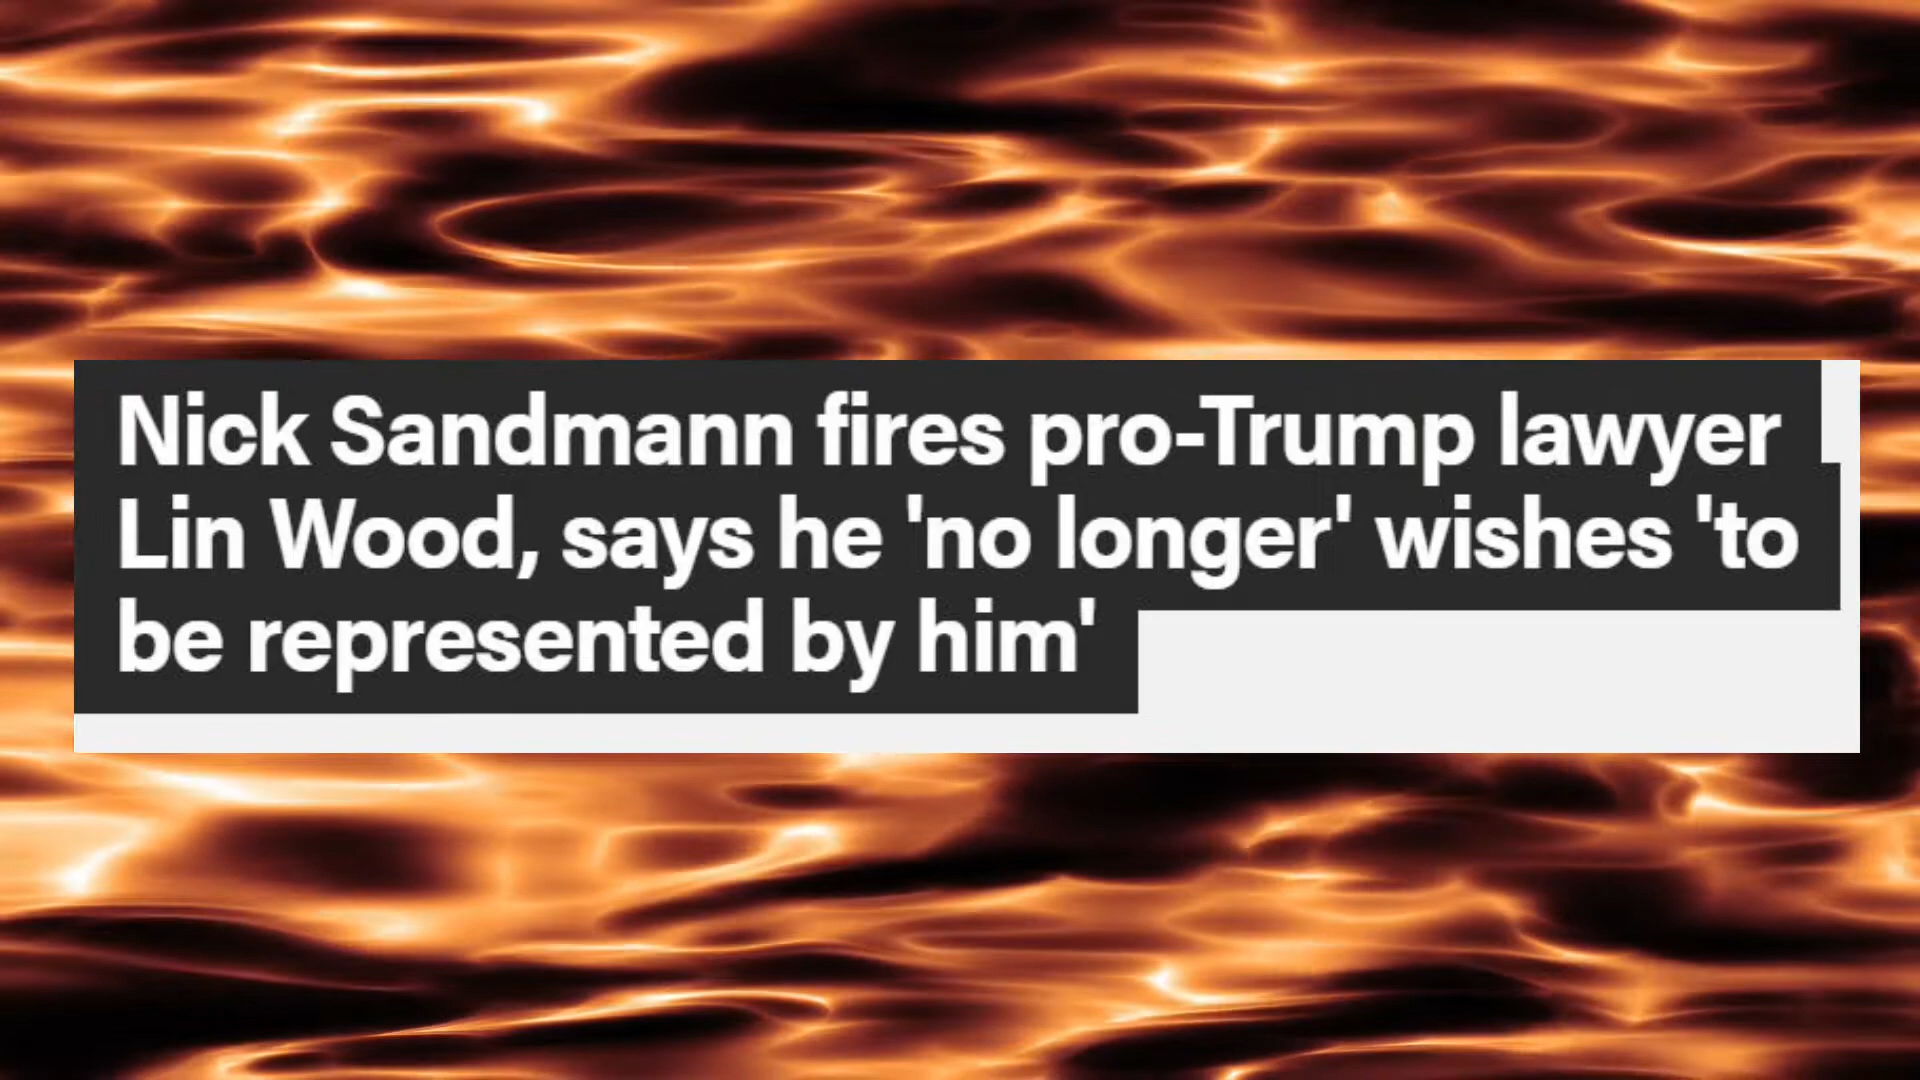 Nick Sandmann fires pro-Trump lawyer
Lin Wood, says he 'no longer' wishes 'to
be represented by him'